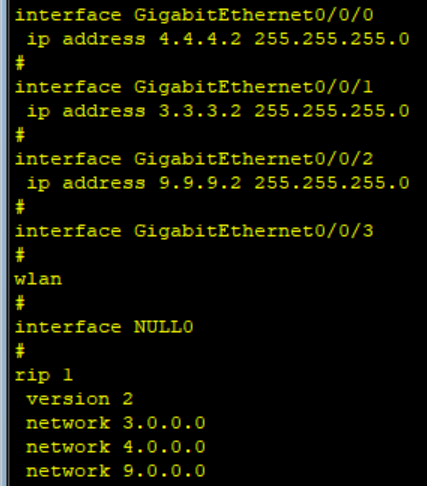 interface GigabitEthernet0/0/0
 ip address 4.4.4.2 255.255.255.0
#
interface GigabitEthernet0/0/1
 ip address 3.3.3.2 255.255.255.0
#
interface GigabitEthernet0/0/2
 ip address 9.9.9.2 255.255.255.0
#
interface GigabitEthernet0/0/3
#
wlan
#
interface NULL0
#
rip 1
 version 2
 network 3.0.0.0
 network 4.0.0.0
 network 9.0.0.0